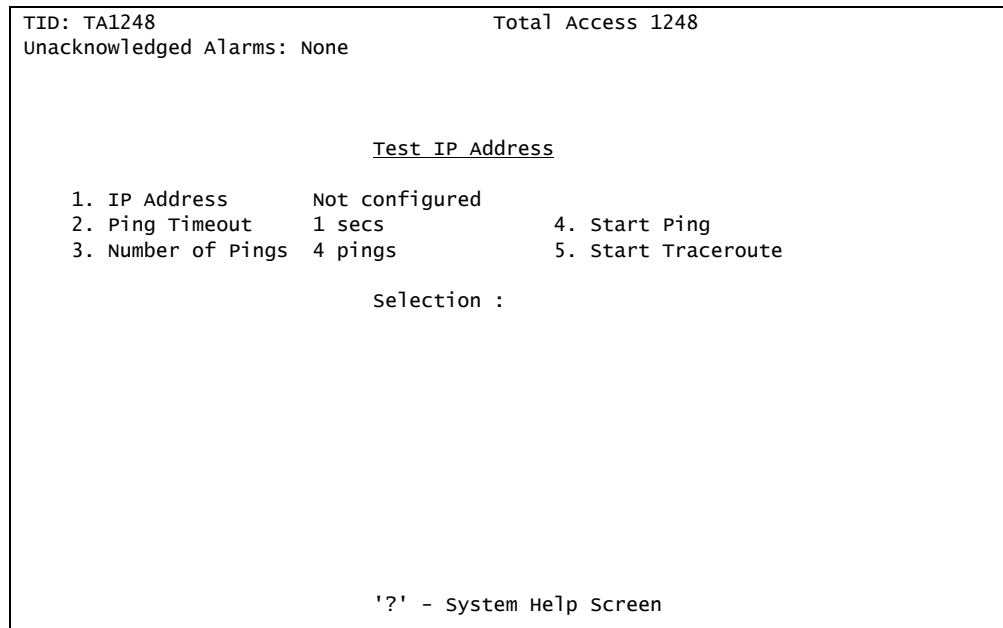 TID: TA1248 Total Access 1248
Unacknowledged Alarms: None
Test IP Address
1. IP Address Not configured
2. Ping Timeout 1 secs 4. Start Ping
3. Number of Pings 4 pings 5. Start Traceroute
Selection :
'?' - System Help Screen